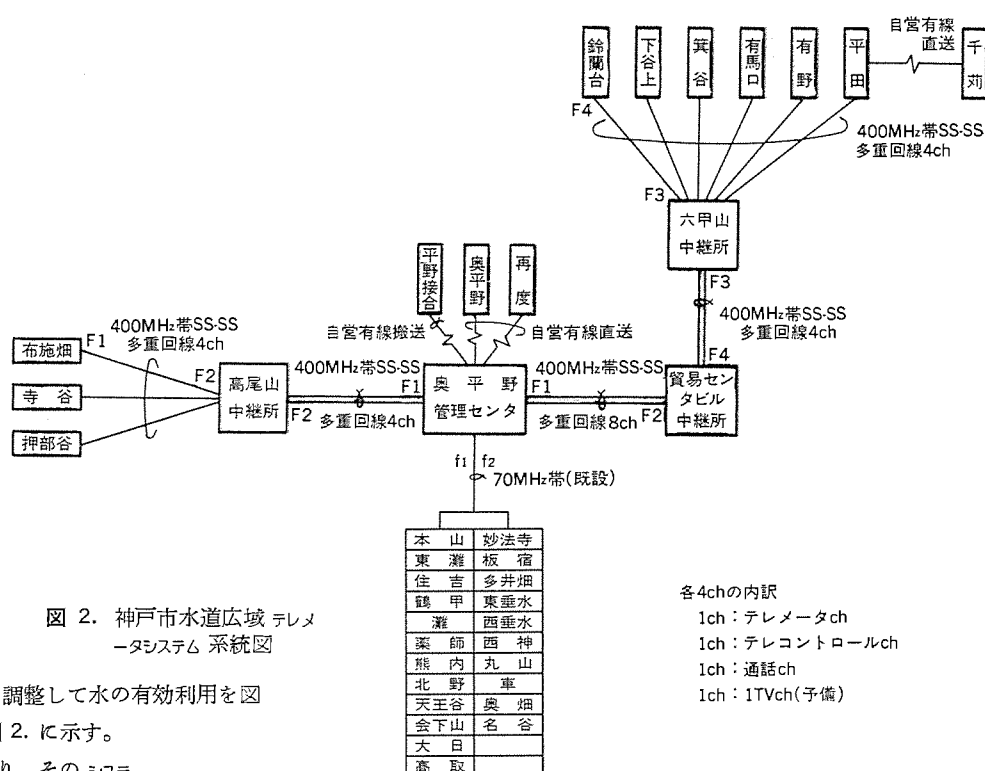 自営有線
直送
鈴蘭台
下谷上
箕谷
有馬口
有野
平田
千苅
F4
400MHz帯SS-SS
多重回線4ch
F3
六甲山
中継所
F3
400MHz帯SS-SS
多重回線4ch
F4
貿易セン
タビル
中継所
平野接合
奥平野
再度
自営有線搬送
自営有線直送
400MHz帯SS-SS
多重回線4ch
布施畑
F1
寺谷
押部谷
F2
高尾山
中継所
F2
400MHz帯SS-SS
多重回線4ch
F1
奥平野
管理センタ
F1
400MHz帯SS-SS
多重回線8ch
F2
f1 f2
70MHz帯(既設)
本山 妙法寺
東灘 板宿
住吉 多井畑
鶴甲 東垂水
灘 西垂水
薬師 西神
熊内 丸山
北野 車
天王谷 奥畑
会下山 名谷
大日
高取
各4chの内訳
1ch:テレメータch
1ch:テレコントロールch
1ch:通話ch
1ch:1TVch(予備)
図 2. 神戸市水道広域 テレメ
ータシステム 系統図
調整して水の有効利用を図
2. に示す。
り、そのシステ